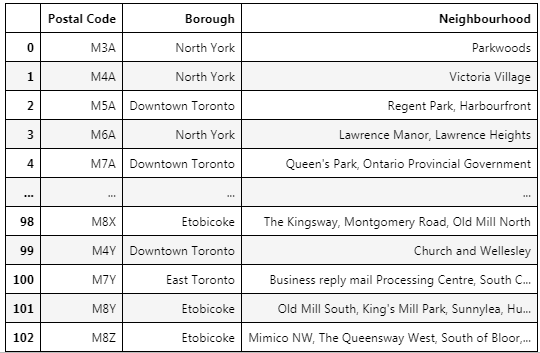 Postal Code Borough Neighbourhood
0 M3A North York Parkwoods
1 M4A North York Victoria Village
2 M5A Downtown Toronto Regent Park, Harbourfront
3 M6A North York Lawrence Manor, Lawrence Heights
4 M7A Downtown Toronto Queen's Park, Ontario Provincial Government
... ... ... ...
98 M8X Etobicoke The Kingsway, Montgomery Road, Old Mill North
99 M4Y Downtown Toronto Church and Wellesley
100 M7Y East Toronto Business reply mail Processing Centre, South C...
101 M8Y Etobicoke Old Mill South, King's Mill Park, Sunnylea, Hu...
102 M8Z Etobicoke Mimico NW, The Queensway West, South of Bloor,...